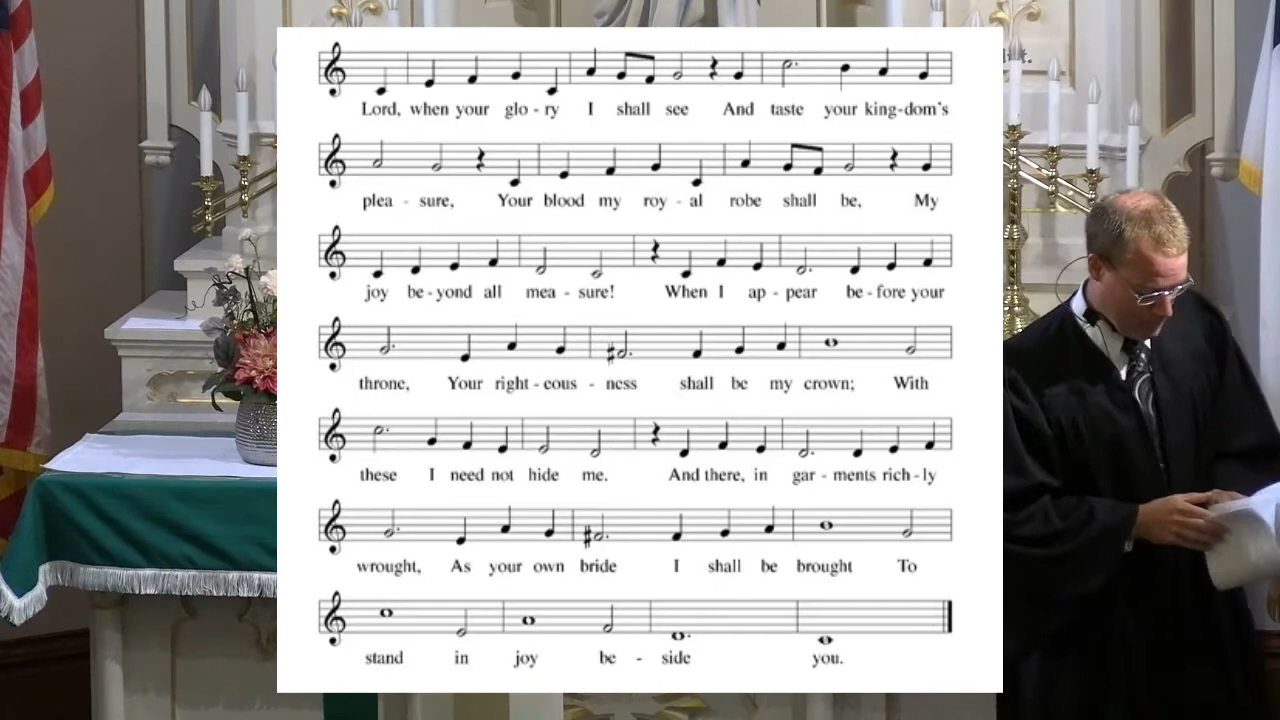 Lord, when your glo - ry I shall see And taste your king-dom's
plea - sure, Your blood my roy - al robe shall be, My
joy be - yond all mea - sure! When I ap - pear be - fore your
throne, Your right - eous - ness shall be my crown; With
these I need not hide me. And there, in gar - ments rich - ly
wrought, As your own bride I shall be brought To
stand in joy be - side you.